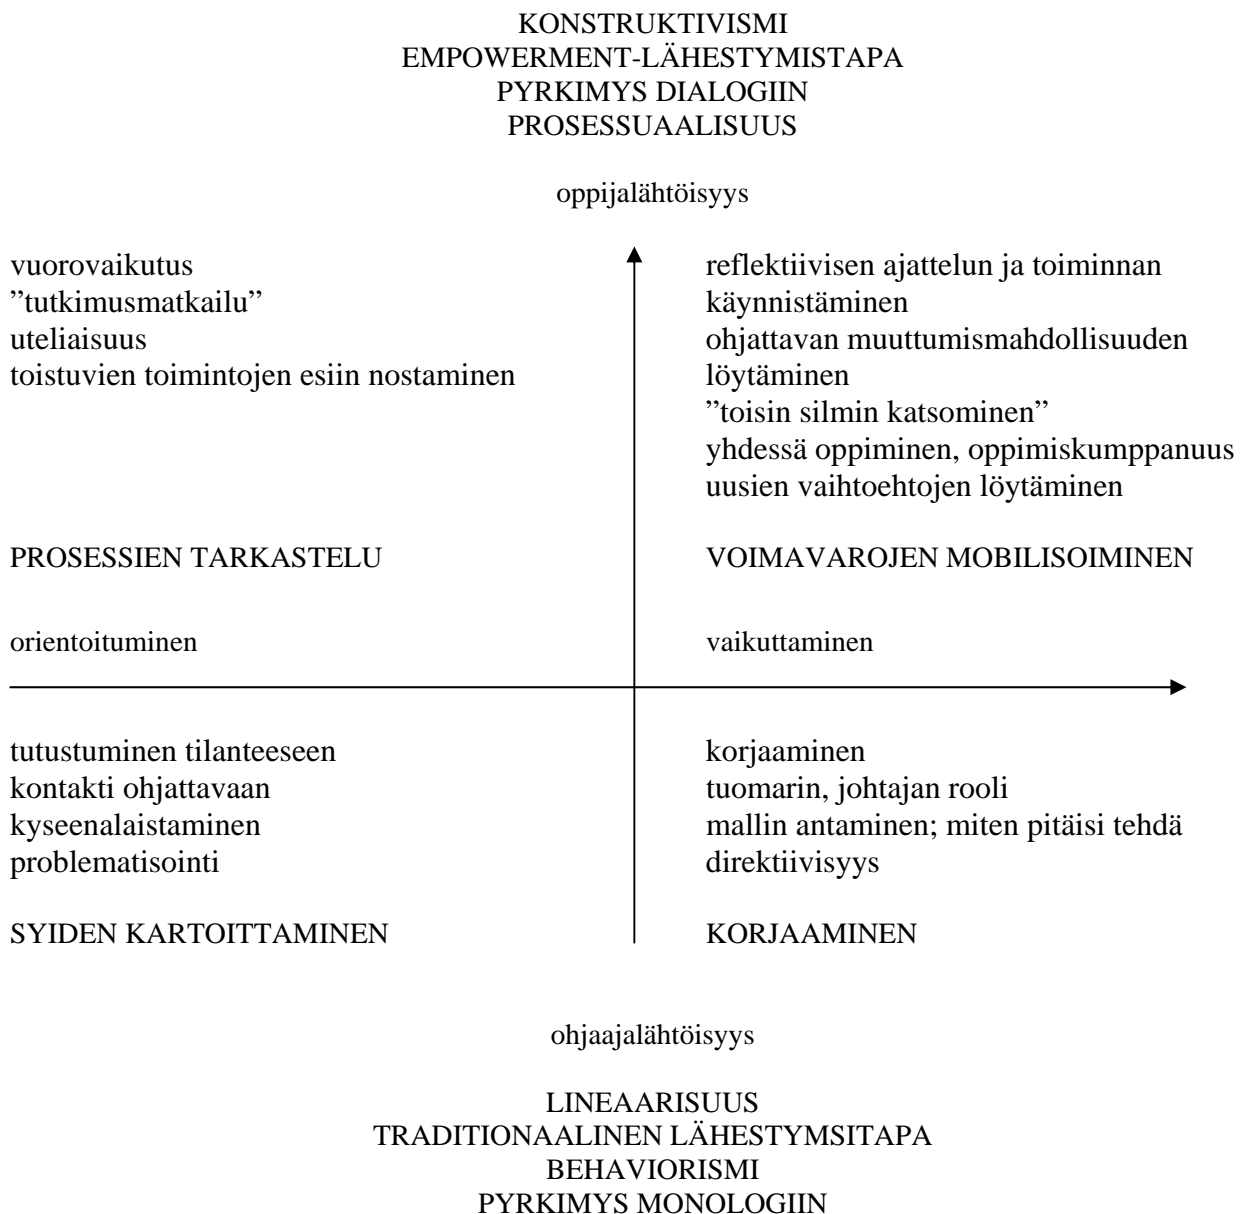 KONSTRUKTIVISMI
EMPOWERMENT-LÄHESTYMISTAPA
PYRKIMYS DIALOGIIN
PROSESSUAALISUUS
oppijalähtöisyys
vuorovaikutus
”tutkimusmatkailu”
uteliaisuus
toistuvien toimintojen esiin nostaminen
PROSESSIEN TARKASTELU
orientoituminen
reflektiivisen ajattelun ja toiminnan
käynnistäminen
ohjattavan muuttumismahdollisuuden
löytäminen
”toisin silmin katsominen”
yhdessä oppiminen, oppimiskumppanuus
uusien vaihtoehtojen löytäminen
VOIMAVAROJEN MOBILISOIMINEN
vaikuttaminen
tutustuminen tilanteeseen
kontakti ohjattavaan
kyseenalaistaminen
problematisointi
SYIDEN KARTOITTAMINEN
korjaaminen
tuomarin, johtajan rooli
mallin antaminen; miten pitäisi tehdä
direktiivisyys
KORJAAMINEN
ohjaajalähtöisyys
LINEAARISUUS
TRADITIONAALINEN LÄHESTYMSITAPA
BEHAVIORISMI
PYRKIMYS MONOLOGIIN